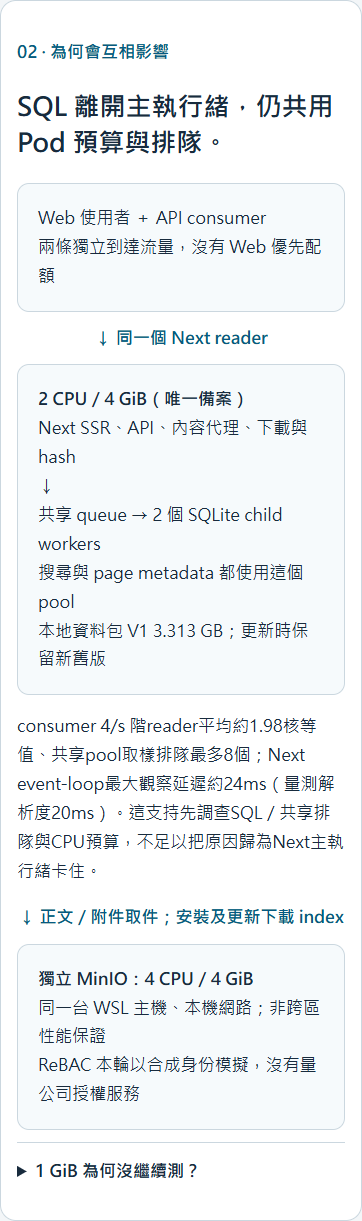 02 · 為何會互相影響
SQL 離開主執行緒，仍共用
Pod 預算與排隊。
Web 使用者 + API consumer
兩條獨立到達流量，沒有 Web 優先配
額
↓ 同一個 Next reader
2 CPU / 4 GiB（唯一備案）
Next SSR、API、內容代理、下載與
hash
↓
共享 queue → 2 個 SQLite child
workers
搜尋與 page metadata 都使用這個
pool
本地資料包 V1 3.313 GB；更新時保
留新舊版
consumer 4/s 階reader平均約1.98核等
值、共享pool取樣排隊最多8個；Next
event-loop最大觀察延遲約24ms（量測解
析度20ms）。這支持先調查SQL／共享排
隊與CPU預算，不足以把原因歸為Next主執
行緒卡住。
↓ 正文 / 附件取件；安裝及更新下載 index
獨立 MinIO：4 CPU / 4 GiB
同一台 WSL 主機、本機網路；非跨區
性能保證
ReBAC 本輪以合成身份模擬，沒有量
公司授權服務
▶ 1 GiB 為何沒繼續測？